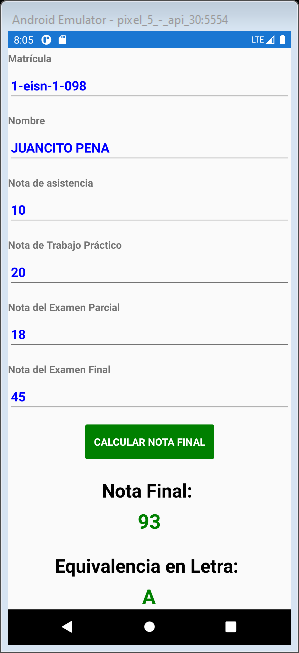 Android Emulator - pixel_5_-_api_30:5554
8:05 LTE
Matrícula
1-eisn-1-098
Nombre
JUANCITO PENA
Nota de asistencia
10
Nota de Trabajo Práctico
20
Nota del Examen Parcial
18
Nota del Examen Final
45
CALCULAR NOTA FINAL
Nota Final:
93
Equivalencia en Letra:
A